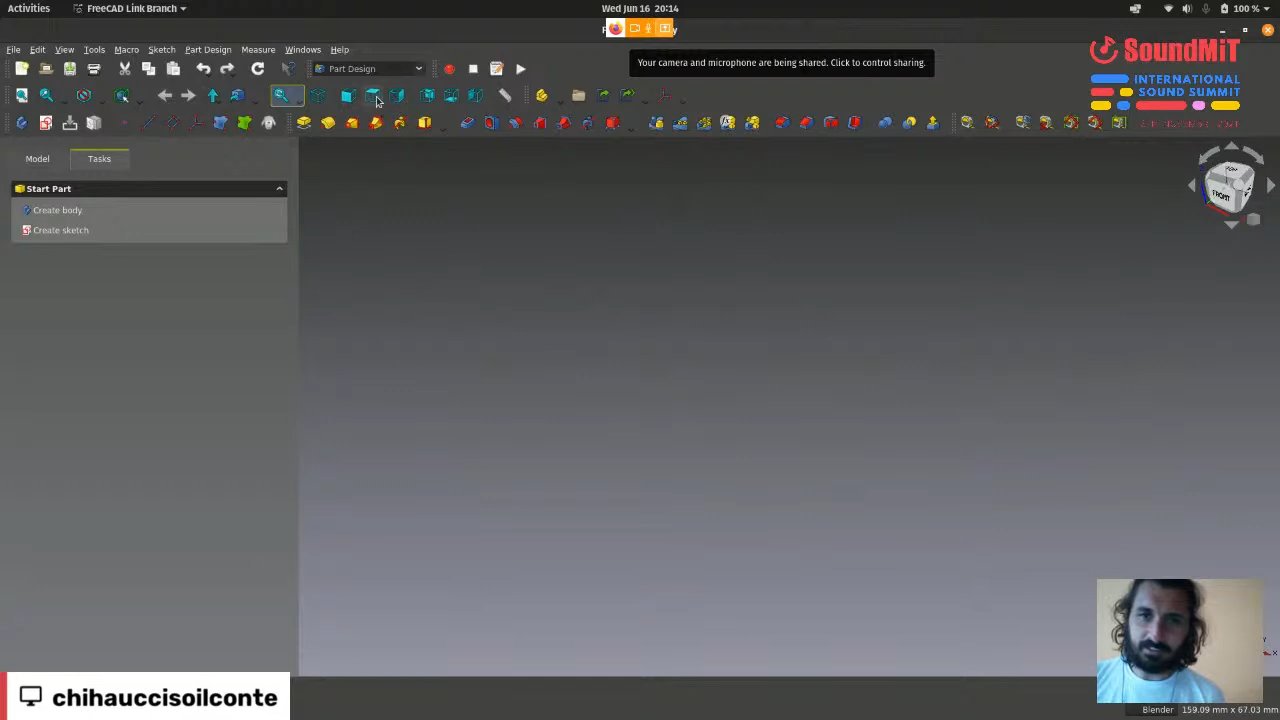 Activities FreeCAD Link Branch Wed Jun 16 20:14 100 %
File Edit View Tools Macro Sketch Part Design Measure Windows Help
Your camera and microphone are being shared. Click to control sharing.
Part Design
SoundMiT
INTERNATIONAL
SOUND SUMMIT
Model Tasks
Start Part
Create body
Create sketch
FRONT
chihauccisoilconte
Blender 159.09 mm x 67.03 mm